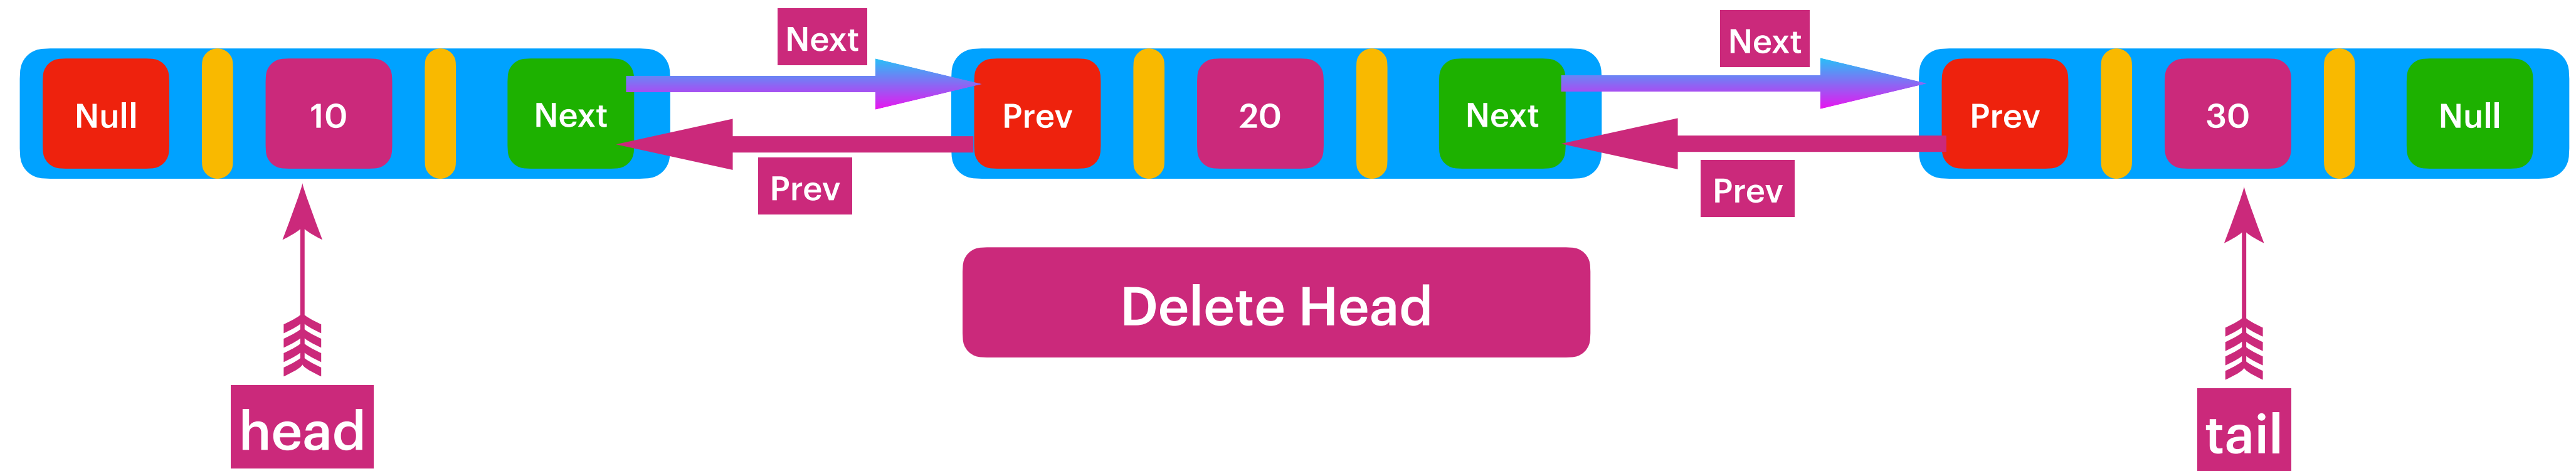 Next
Next
Null
10
Next
Prev
20
Next
Prev
30
Null
Prev
Prev
Delete Head
head
tail